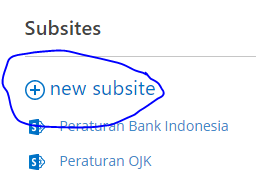 Subsites
new subsite
Peraturan Bank Indonesia
Peraturan OJK